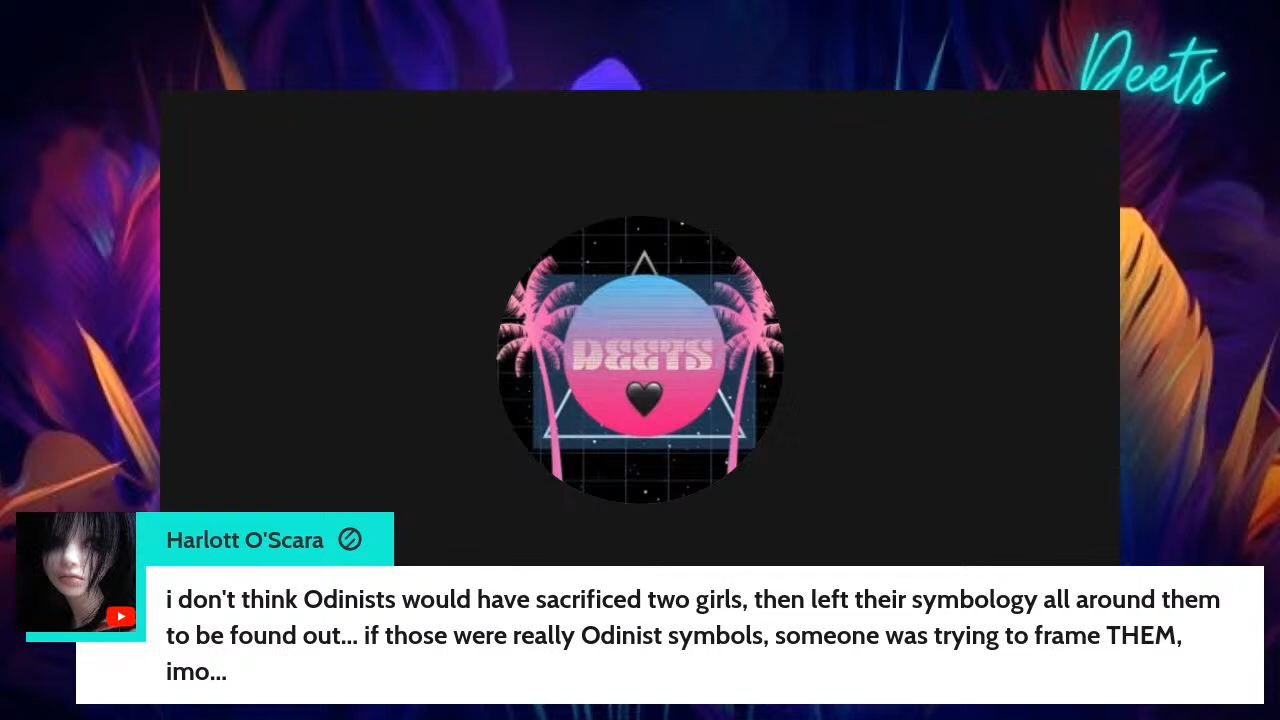 Deets
DEETS
Harlott O'Scara
i don't think Odinists would have sacrificed two girls, then left their symbology all around them
to be found out... if those were really Odinist symbols, someone was trying to frame THEM,
imo...